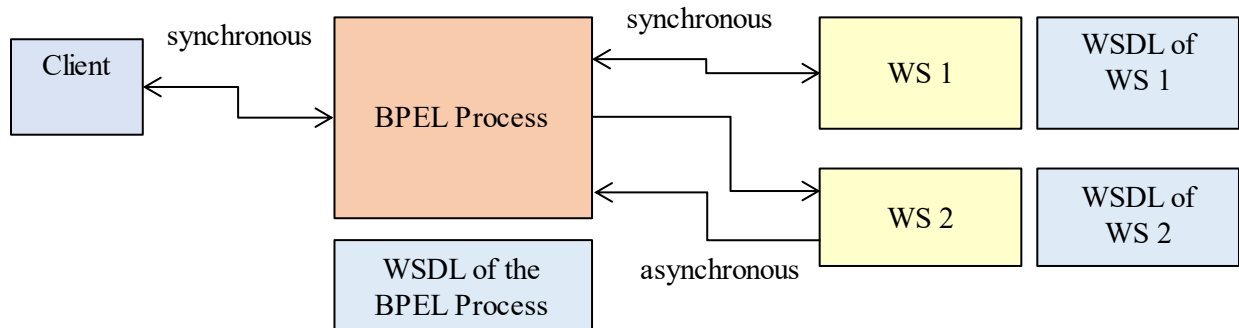 synchronous
Client
BPEL Process
WSDL of the
BPEL Process
synchronous
WS 1
WSDL of
WS 1
WS 2
WSDL of
WS 2
asynchronous